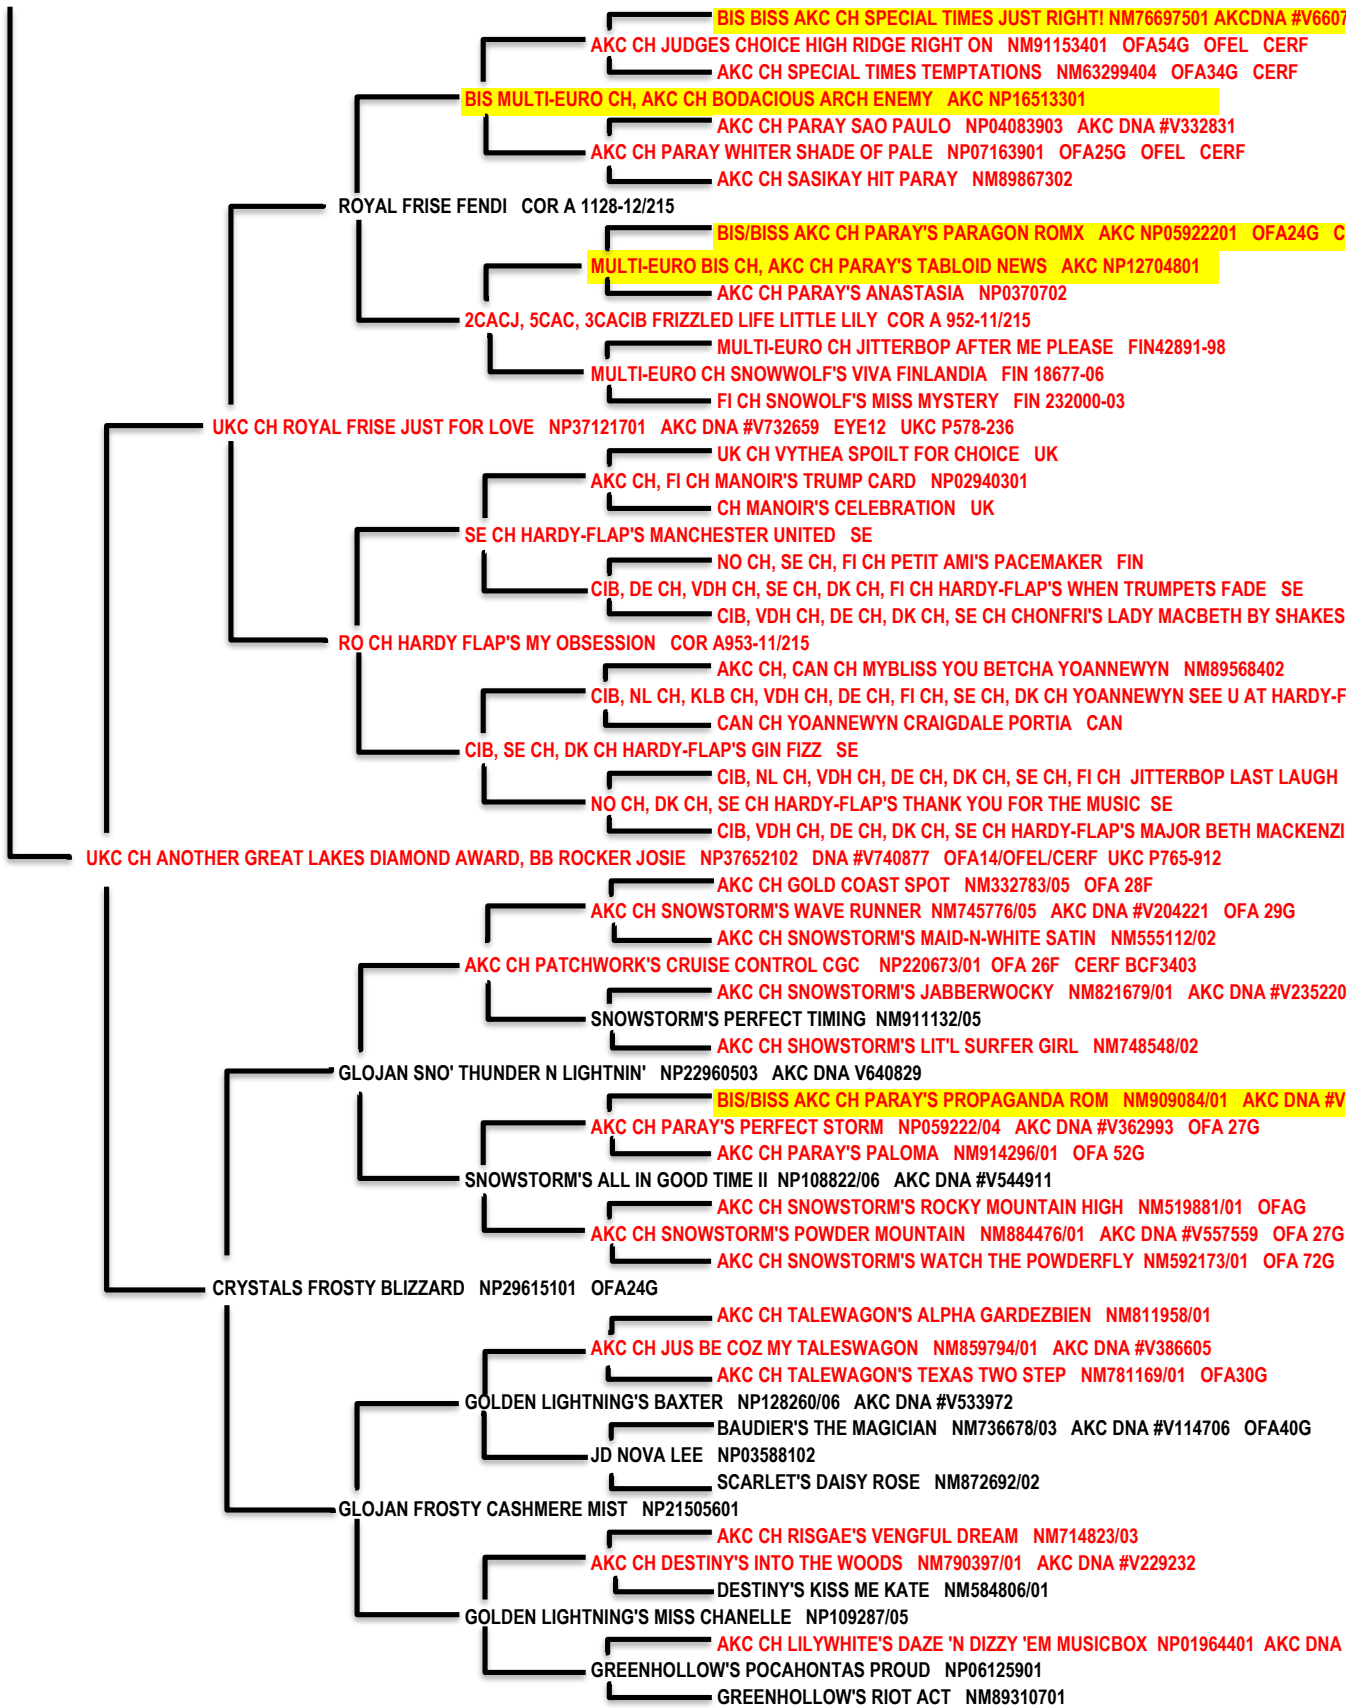 BIS BISS AKC CH SPECIAL TIMES JUST RIGHT! NM76697501 AKCDNA #V6607
AKC CH JUDGES CHOICE HIGH RIDGE RIGHT ON NM91153401 OFA54G OFEL CERF
AKC CH SPECIAL TIMES TEMPTATIONS NM63299404 OFA34G CERF
BIS MULTI-EURO CH, AKC CH BODACIOUS ARCH ENEMY AKC NP16513301
AKC CH PARAY SAO PAULO NP04083903 AKC DNA #V332831
AKC CH PARAY WHITER SHADE OF PALE NP07163901 OFA25G OFEL CERF
AKC CH SASIKAY HIT PARAY NM89867302
ROYAL FRISE FENDI COR A 1128-12/215
BIS/BISS AKC CH PARAY'S PARAGON ROMX AKC NP05922201 OFA24G C
MULTI-EURO BIS CH, AKC CH PARAY'S TABLOID NEWS AKC NP12704801
AKC CH PARAY'S ANASTASIA NP0370702
2CACJ, 5CAC, 3CACIB FRIZZLED LIFE LITTLE LILY COR A 952-11/215
MULTI-EURO CH JITTERBOP AFTER ME PLEASE FIN42891-98
MULTI-EURO CH SNOWWOLF'S VIVA FINLANDIA FIN 18677-06
FI CH SNOWOLF'S MISS MYSTERY FIN 232000-03
UKC CH ROYAL FRISE JUST FOR LOVE NP37121701 AKC DNA #V732659 EYE12 UKC P578-236
UK CH VYTHEA SPOILT FOR CHOICE UK
AKC CH, FI CH MANOIR'S TRUMP CARD NP02940301
CH MANOIR'S CELEBRATION UK
SE CH HARDY-FLAP'S MANCHESTER UNITED SE
NO CH, SE CH, FI CH PETIT AMI'S PACEMAKER FIN
CIB, DE CH, VDH CH, SE CH, DK CH, FI CH HARDY-FLAP'S WHEN TRUMPETS FADE SE
CIB, VDH CH, DE CH, DK CH, SE CH CHONFRI'S LADY MACBETH BY SHAKES
RO CH HARDY FLAP'S MY OBSESSION COR A953-11/215
AKC CH, CAN CH MYBLISS YOU BETCHA YOANNEWYN NM89568402
CIB, NL CH, KLB CH, VDH CH, DE CH, FI CH, SE CH, DK CH YOANNEWYN SEE U AT HARDY-F
CAN CH YOANNEWYN CRAIGDALE PORTIA CAN
CIB, SE CH, DK CH HARDY-FLAP'S GIN FIZZ SE
CIB, NL CH, VDH CH, DE CH, DK CH, SE CH, FI CH JITTERBOP LAST LAUGH
NO CH, DK CH, SE CH HARDY-FLAP'S THANK YOU FOR THE MUSIC SE
CIB, VDH CH, DE CH, DK CH, SE CH HARDY-FLAP'S MAJOR BETH MACKENZI
UKC CH ANOTHER GREAT LAKES DIAMOND AWARD, BB ROCKER JOSIE NP37652102 DNA #V740877 OFA14/OFEL/CERF UKC P765-912
AKC CH GOLD COAST SPOT NM332783/05 OFA 28F
AKC CH SNOWSTORM'S WAVE RUNNER NM745776/05 AKC DNA #V204221 OFA 29G
AKC CH SNOWSTORM'S MAID-N-WHITE SATIN NM555112/02
AKC CH PATCHWORK'S CRUISE CONTROL CGC NP220673/01 OFA 26F CERF BCF3403
AKC CH SNOWSTORM'S JABBERWOCKY NM821679/01 AKC DNA #V235220
SNOWSTORM'S PERFECT TIMING NM911132/05
AKC CH SHOWSTORM'S LIT'L SURFER GIRL NM748548/02
GLOJAN SNO' THUNDER N LIGHTNIN' NP22960503 AKC DNA V640829
BIS/BISS AKC CH PARAY'S PROPAGANDA ROM NM909084/01 AKC DNA #V
AKC CH PARAY'S PERFECT STORM NP059222/04 AKC DNA #V362993 OFA 27G
AKC CH PARAY'S PALOMA NM914296/01 OFA 52G
SNOWSTORM'S ALL IN GOOD TIME II NP108822/06 AKC DNA #V544911
AKC CH SNOWSTORM'S ROCKY MOUNTAIN HIGH NM519881/01 OFAG
AKC CH SNOWSTORM'S POWDER MOUNTAIN NM884476/01 AKC DNA #V557559 OFA 27G
AKC CH SNOWSTORM'S WATCH THE POWDERFLY NM592173/01 OFA 72G
CRYSTALS FROSTY BLIZZARD NP29615101 OFA24G
AKC CH TALEWAGON'S ALPHA GARDEZBIEN NM811958/01
AKC CH JUS BE COZ MY TALESWAGON NM859794/01 AKC DNA #V386605
AKC CH TALEWAGON'S TEXAS TWO STEP NM781169/01 OFA30G
GOLDEN LIGHTNING'S BAXTER NP128260/06 AKC DNA #V533972
BAUDIER'S THE MAGICIAN NM736678/03 AKC DNA #V114706 OFA40G
JD NOVA LEE NP03588102
SCARLET'S DAISY ROSE NM872692/02
GLOJAN FROSTY CASHMERE MIST NP21505601
AKC CH RISGAE'S VENGFUL DREAM NM714823/03
AKC CH DESTINY'S INTO THE WOODS NM790397/01 AKC DNA #V229232
DESTINY'S KISS ME KATE NM584806/01
GOLDEN LIGHTNING'S MISS CHANELLE NP109287/05
AKC CH LILYWHITE'S DAZE 'N DIZZY 'EM MUSICBOX NP01964401 AKC DNA
GREENHOLLOW'S POCAHONTAS PROUD NP06125901
GREENHOLLOW'S RIOT ACT NM89310701